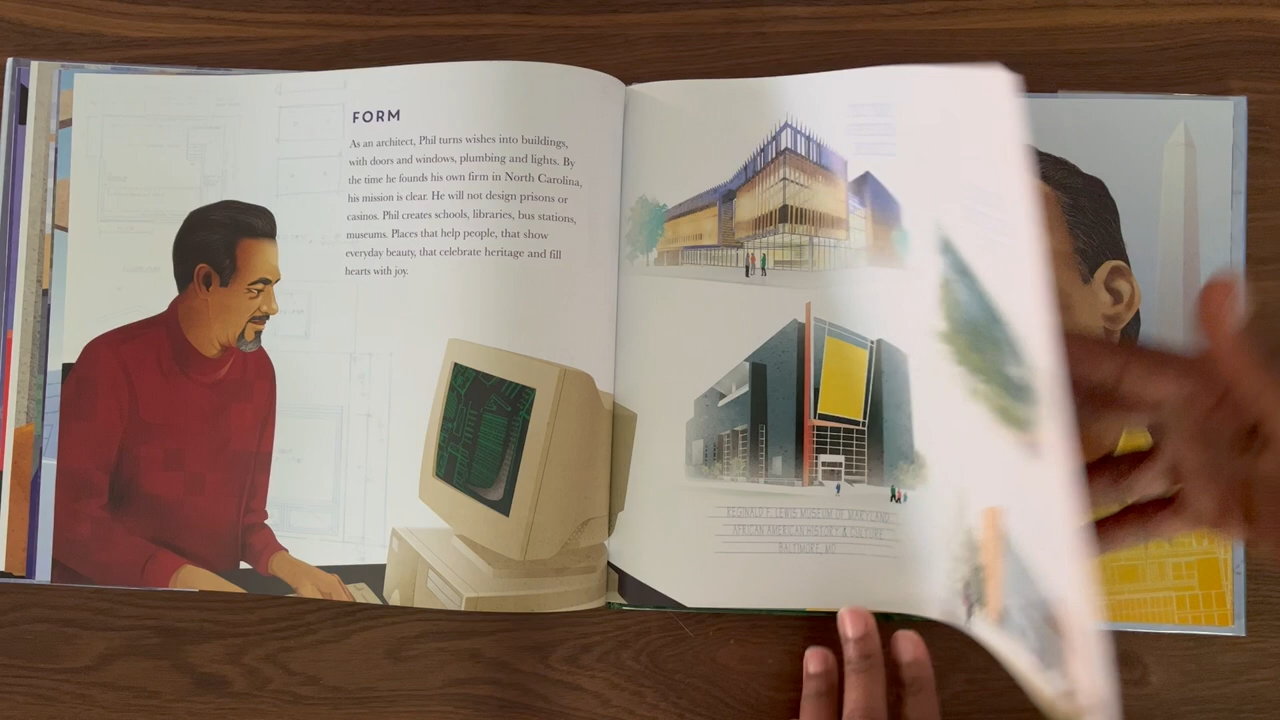 FORM
As an architect, Phil turns wishes into buildings,
with doors and windows, plumbing and lights. By
the time he founds his own firm in North Carolina,
his mission is clear. He will not design prisons or
casinos. Phil creates schools, libraries, bus stations,
museums. Places that help people, that show
everyday beauty, that celebrate heritage and fill
hearts with joy.
REGINALD F. LEWIS MUSEUM OF MARYLAND
AFRICAN AMERICAN HISTORY & CULTURE
BALTIMORE, MD